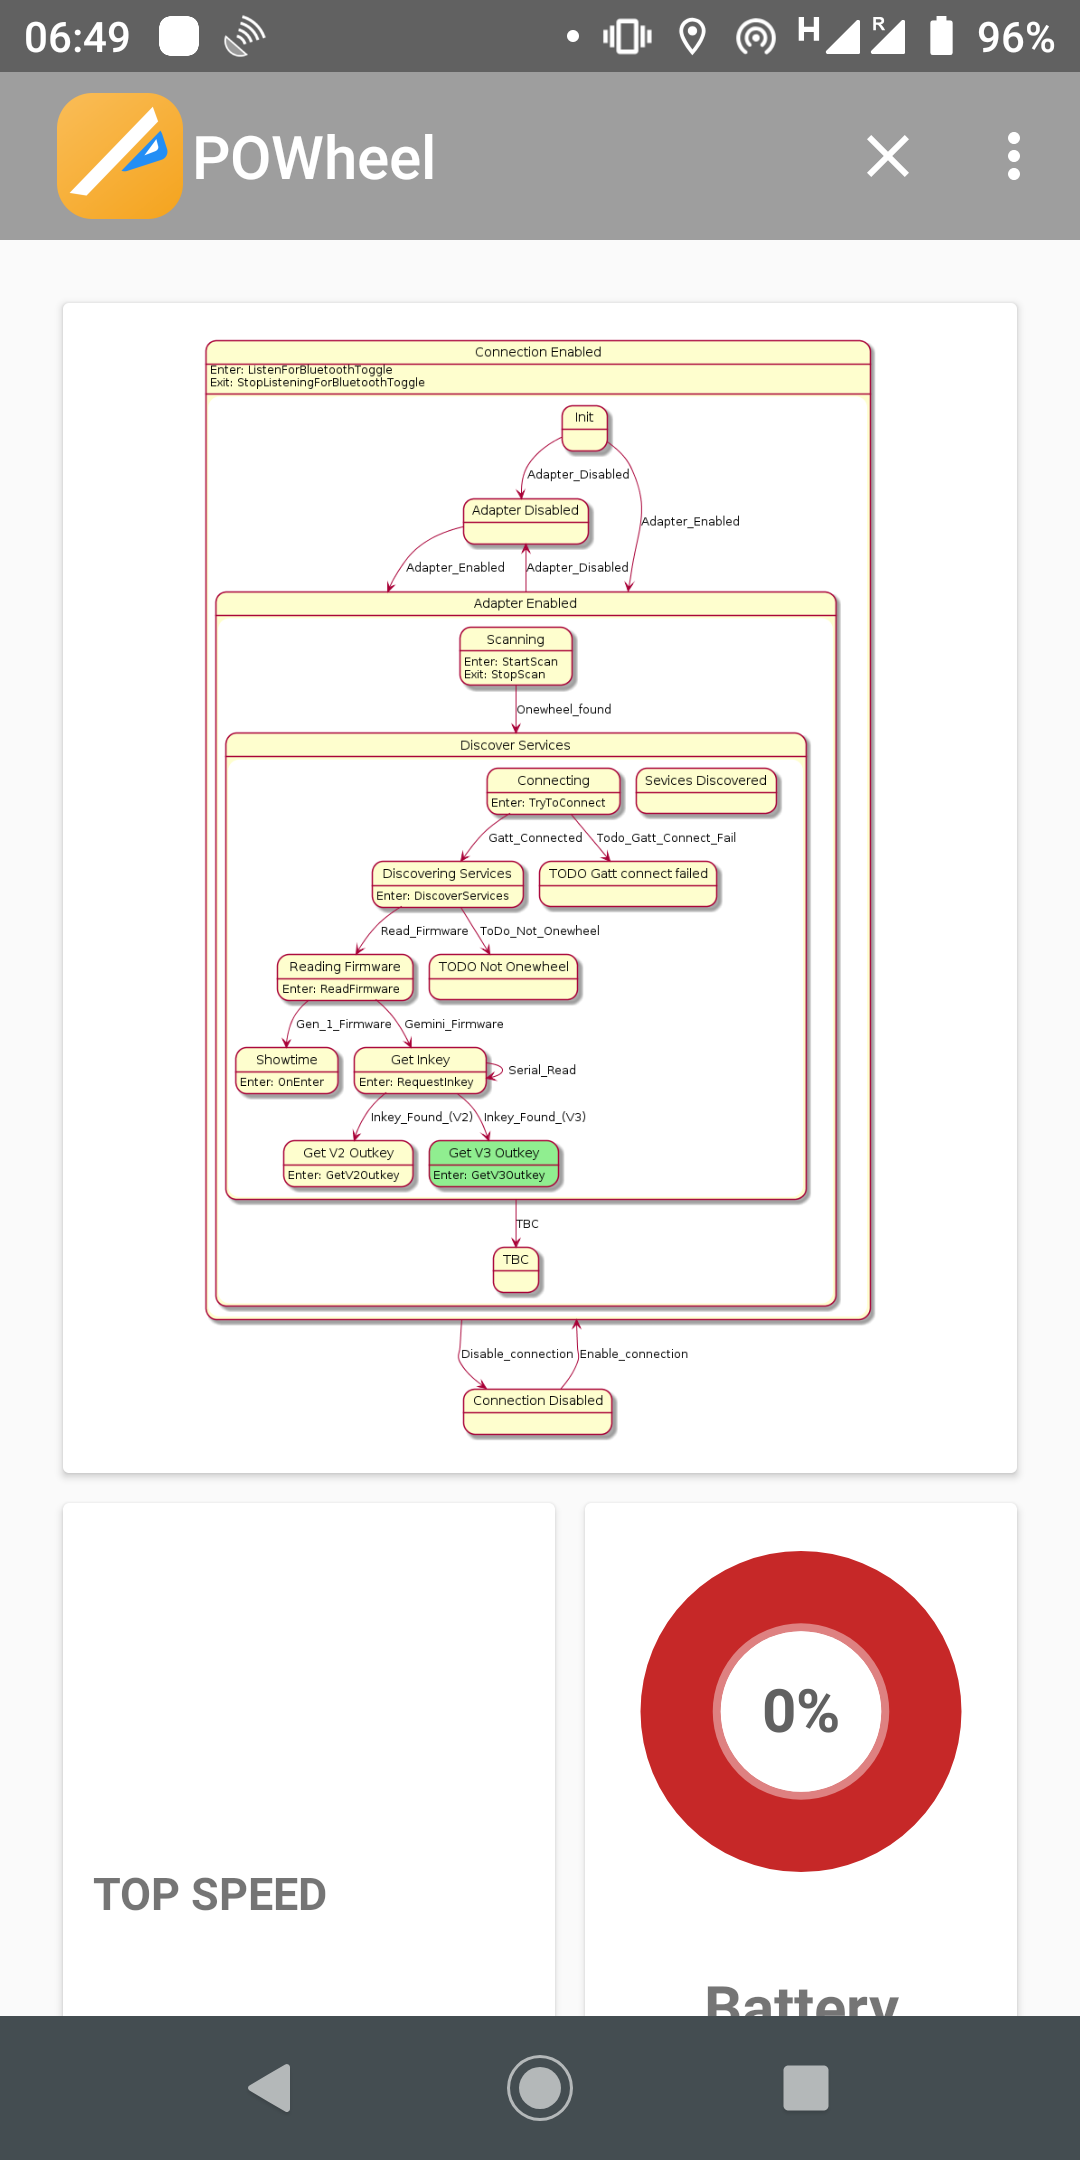 06:49
H
R
96%
POWheel
Connection Enabled
Enter: ListenForBluetoothToggle
Exit: StopListeningForBluetoothToggle
Init
Adapter_Disabled
Adapter Disabled
Adapter_Enabled
Adapter_Enabled
Adapter_Disabled
Adapter Enabled
Scanning
Enter: StartScan
Exit: StopScan
Onewheel_found
Discover Services
Connecting
Enter: TryToConnect
Sevices Discovered
Gatt_Connected
Todo_Gatt_Connect_Fail
Discovering Services
Enter: DiscoverServices
TODO Gatt connect failed
Read_Firmware
ToDo_Not_Onewheel
Reading Firmware
Enter: ReadFirmware
TODO Not Onewheel
Gen_1_Firmware
Gemini_Firmware
Showtime
Enter: OnEnter
Get Inkey
Enter: RequestInkey
Serial_Read
Inkey_Found_(V2)
Inkey_Found_(V3)
Get V2 Outkey
Enter: GetV2Outkey
Get V3 Outkey
Enter: GetV3Outkey
TBC
TBC
Disable_connection
Enable_connection
Connection Disabled
0%
TOP SPEED
Battery